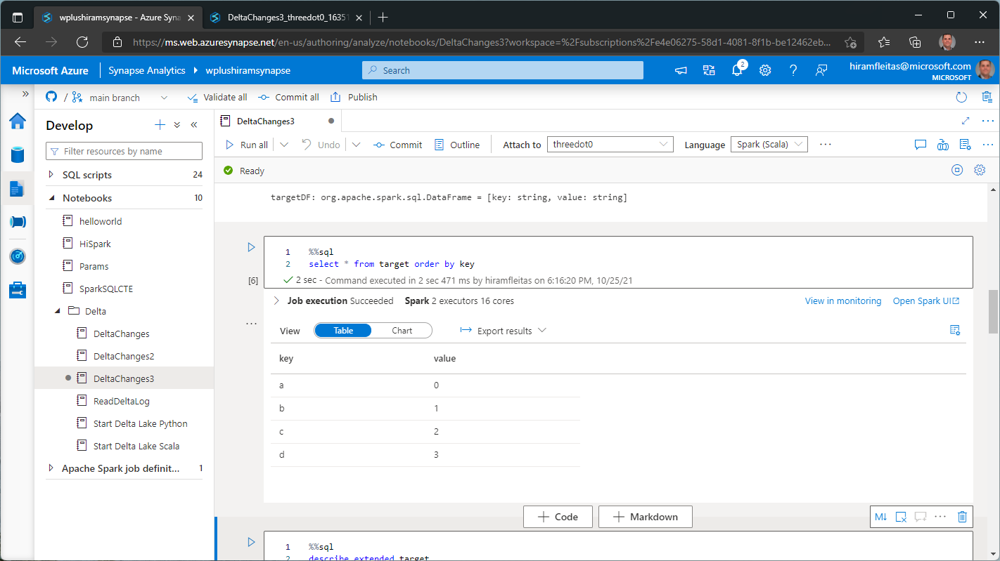 wplushiramsynapse - Azure Syna
DeltaChanges3_threedot0_16351
https://ms.web.azuresynapse.net/en-us/authoring/analyze/notebooks/DeltaChanges3?workspace=%2Fsubscriptions%2Fe4e06275-58d1-4081-8f1b-be12462eb...
Microsoft Azure
Synapse Analytics
wplushiramsynapse
Search
2
hiramfleitas@microsoft.com
MICROSOFT
/
main branch
Validate all
Commit all
Publish
Develop
Filter resources by name
SQL scripts 24
Notebooks 10
helloworld
HiSpark
Params
SparkSQLCTE
Delta
DeltaChanges
DeltaChanges2
DeltaChanges3
ReadDeltaLog
Start Delta Lake Python
Start Delta Lake Scala
Apache Spark job definit... 1
DeltaChanges3
Run all
Undo
Commit
Outline
Attach to
threedot0
Language
Spark (Scala)
Ready
targetDF: org.apache.spark.sql.DataFrame = [key: string, value: string]
1 %%sql
2 select * from target order by key
[6]
2 sec - Command executed in 2 sec 471 ms by hiramfleitas on 6:16:20 PM, 10/25/21
Job execution Succeeded Spark 2 executors 16 cores
View in monitoring
Open Spark UI
View
Table
Chart
Export results
key value
a 0
b 1
c 2
d 3
Code
Markdown
M↓
1 %%sql
2 describe extended target